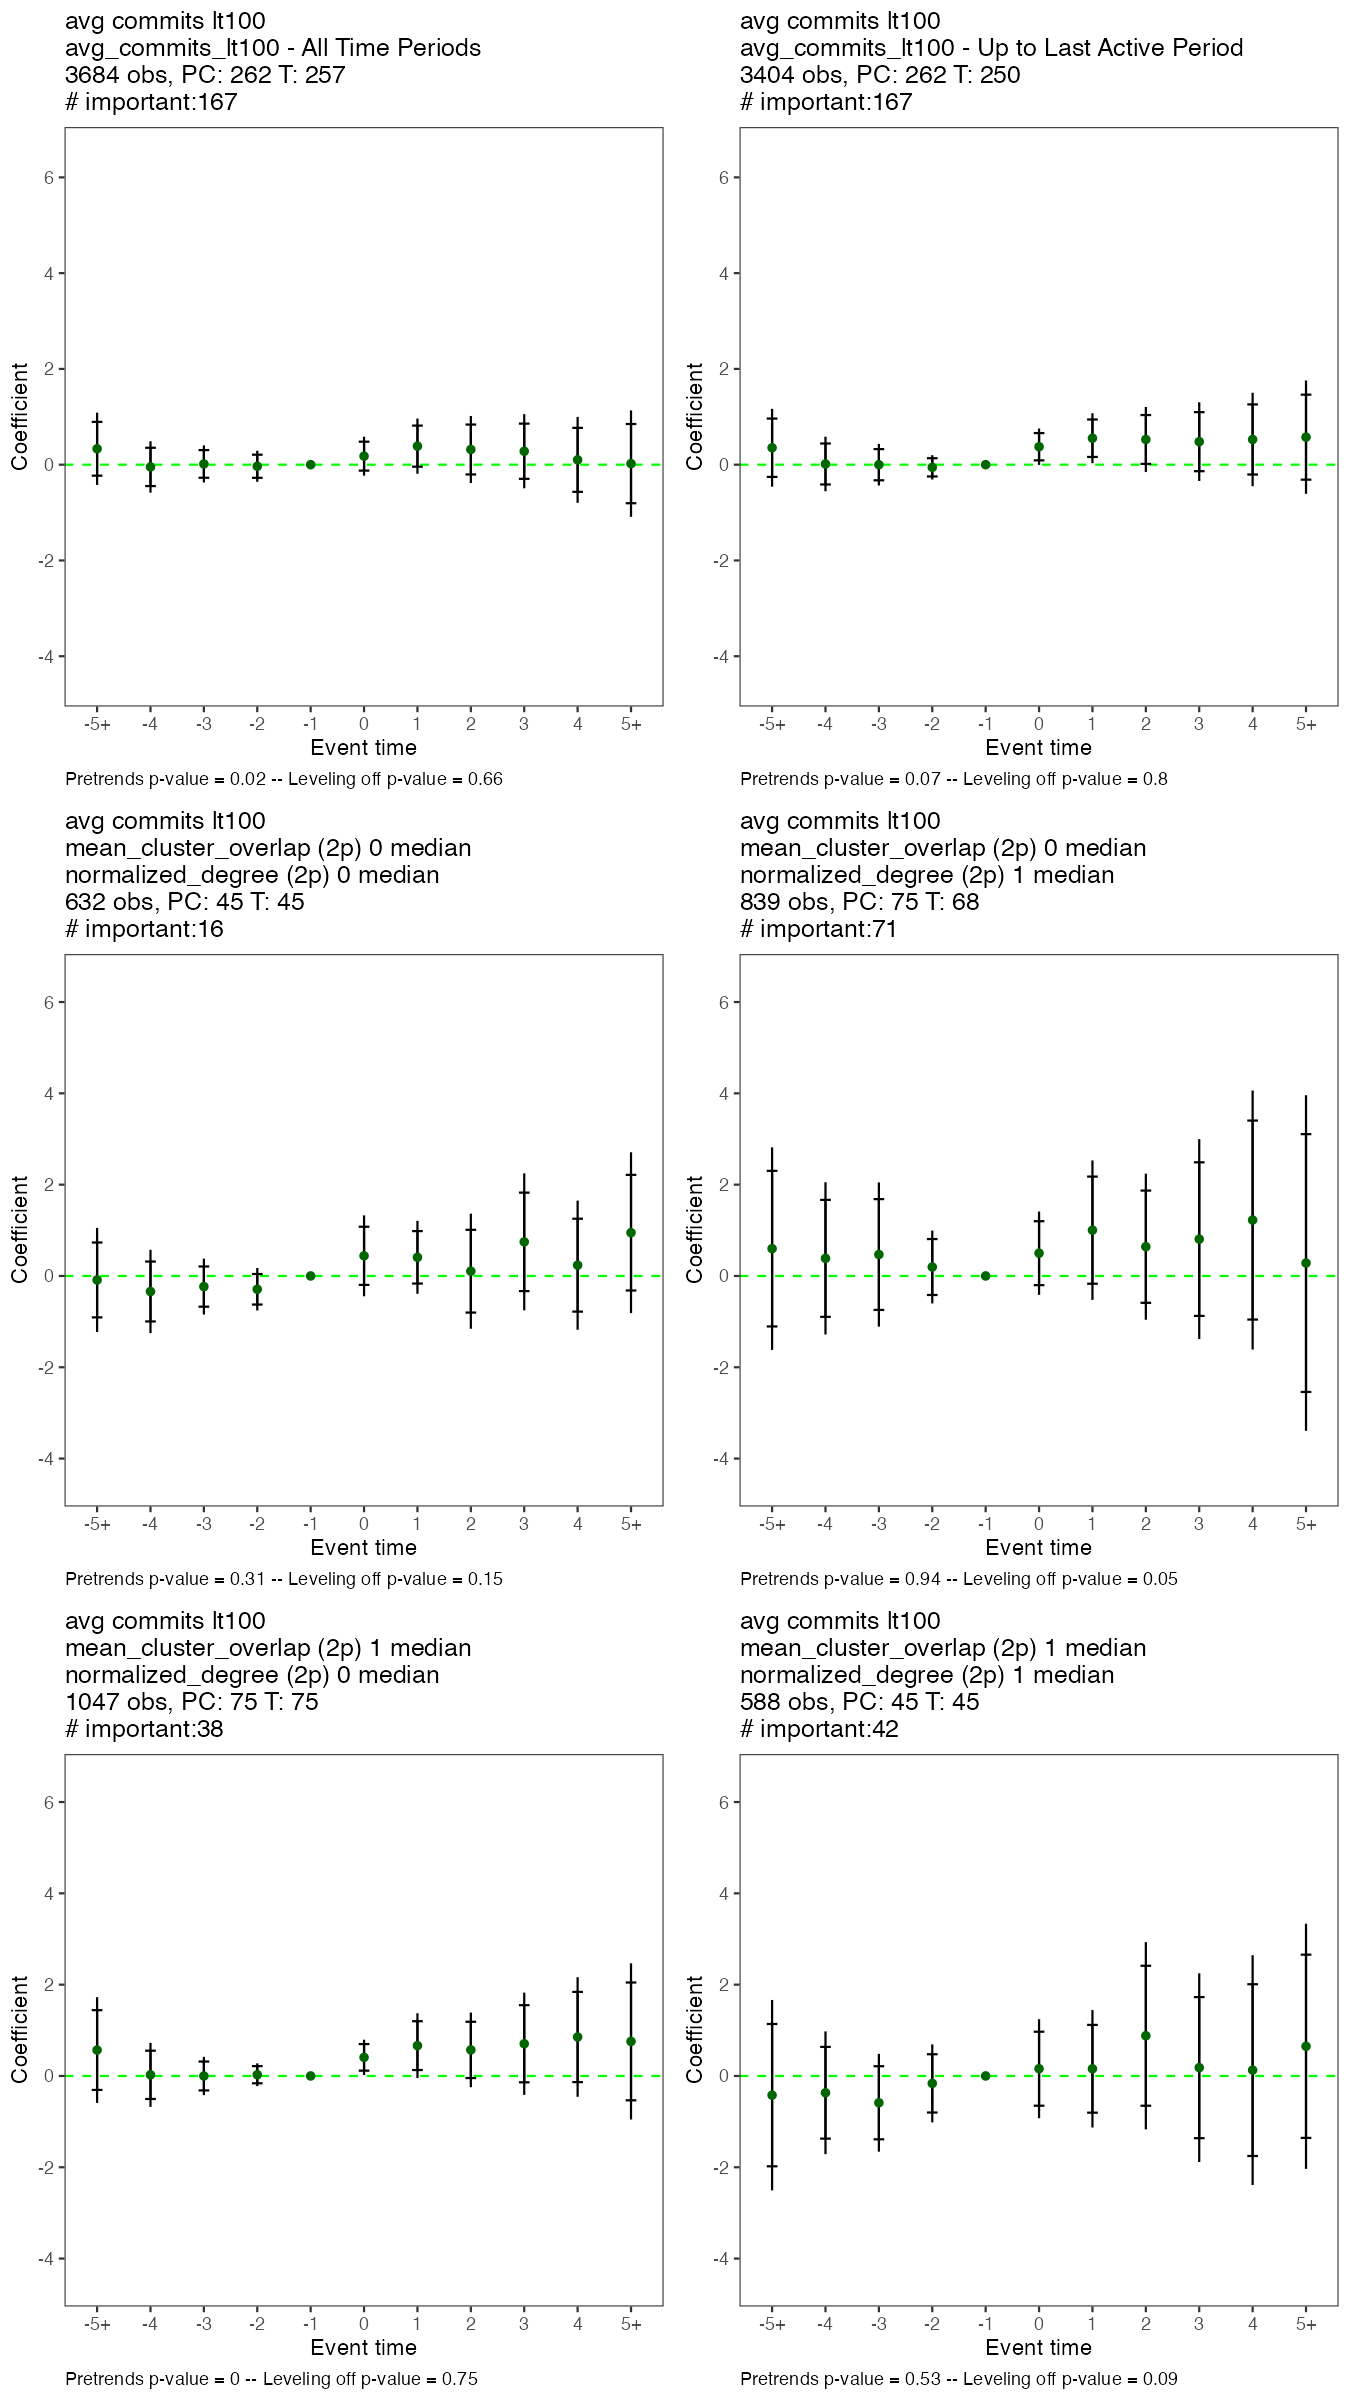 avg commits lt100
avg_commits_lt100 - All Time Periods
3684 obs, PC: 262 T: 257
# important:167
6
4
2
0
-2
-4
Coefficient
-5+ -4 -3 -2 -1 0 1 2 3 4 5+
Event time
Pretrends p-value = 0.02 -- Leveling off p-value = 0.66
avg commits lt100
avg_commits_lt100 - Up to Last Active Period
3404 obs, PC: 262 T: 250
# important:167
6
4
2
0
-2
-4
Coefficient
-5+ -4 -3 -2 -1 0 1 2 3 4 5+
Event time
Pretrends p-value = 0.07 -- Leveling off p-value = 0.8
avg commits lt100
mean_cluster_overlap (2p) 0 median
normalized_degree (2p) 0 median
632 obs, PC: 45 T: 45
# important:16
6
4
2
0
-2
-4
Coefficient
-5+ -4 -3 -2 -1 0 1 2 3 4 5+
Event time
Pretrends p-value = 0.31 -- Leveling off p-value = 0.15
avg commits lt100
mean_cluster_overlap (2p) 0 median
normalized_degree (2p) 1 median
839 obs, PC: 75 T: 68
# important:71
6
4
2
0
-2
-4
Coefficient
-5+ -4 -3 -2 -1 0 1 2 3 4 5+
Event time
Pretrends p-value = 0.94 -- Leveling off p-value = 0.05
avg commits lt100
mean_cluster_overlap (2p) 1 median
normalized_degree (2p) 0 median
1047 obs, PC: 75 T: 75
# important:38
6
4
2
0
-2
-4
Coefficient
-5+ -4 -3 -2 -1 0 1 2 3 4 5+
Event time
Pretrends p-value = 0 -- Leveling off p-value = 0.75
avg commits lt100
mean_cluster_overlap (2p) 1 median
normalized_degree (2p) 1 median
588 obs, PC: 45 T: 45
# important:42
6
4
2
0
-2
-4
Coefficient
-5+ -4 -3 -2 -1 0 1 2 3 4 5+
Event time
Pretrends p-value = 0.53 -- Leveling off p-value = 0.09